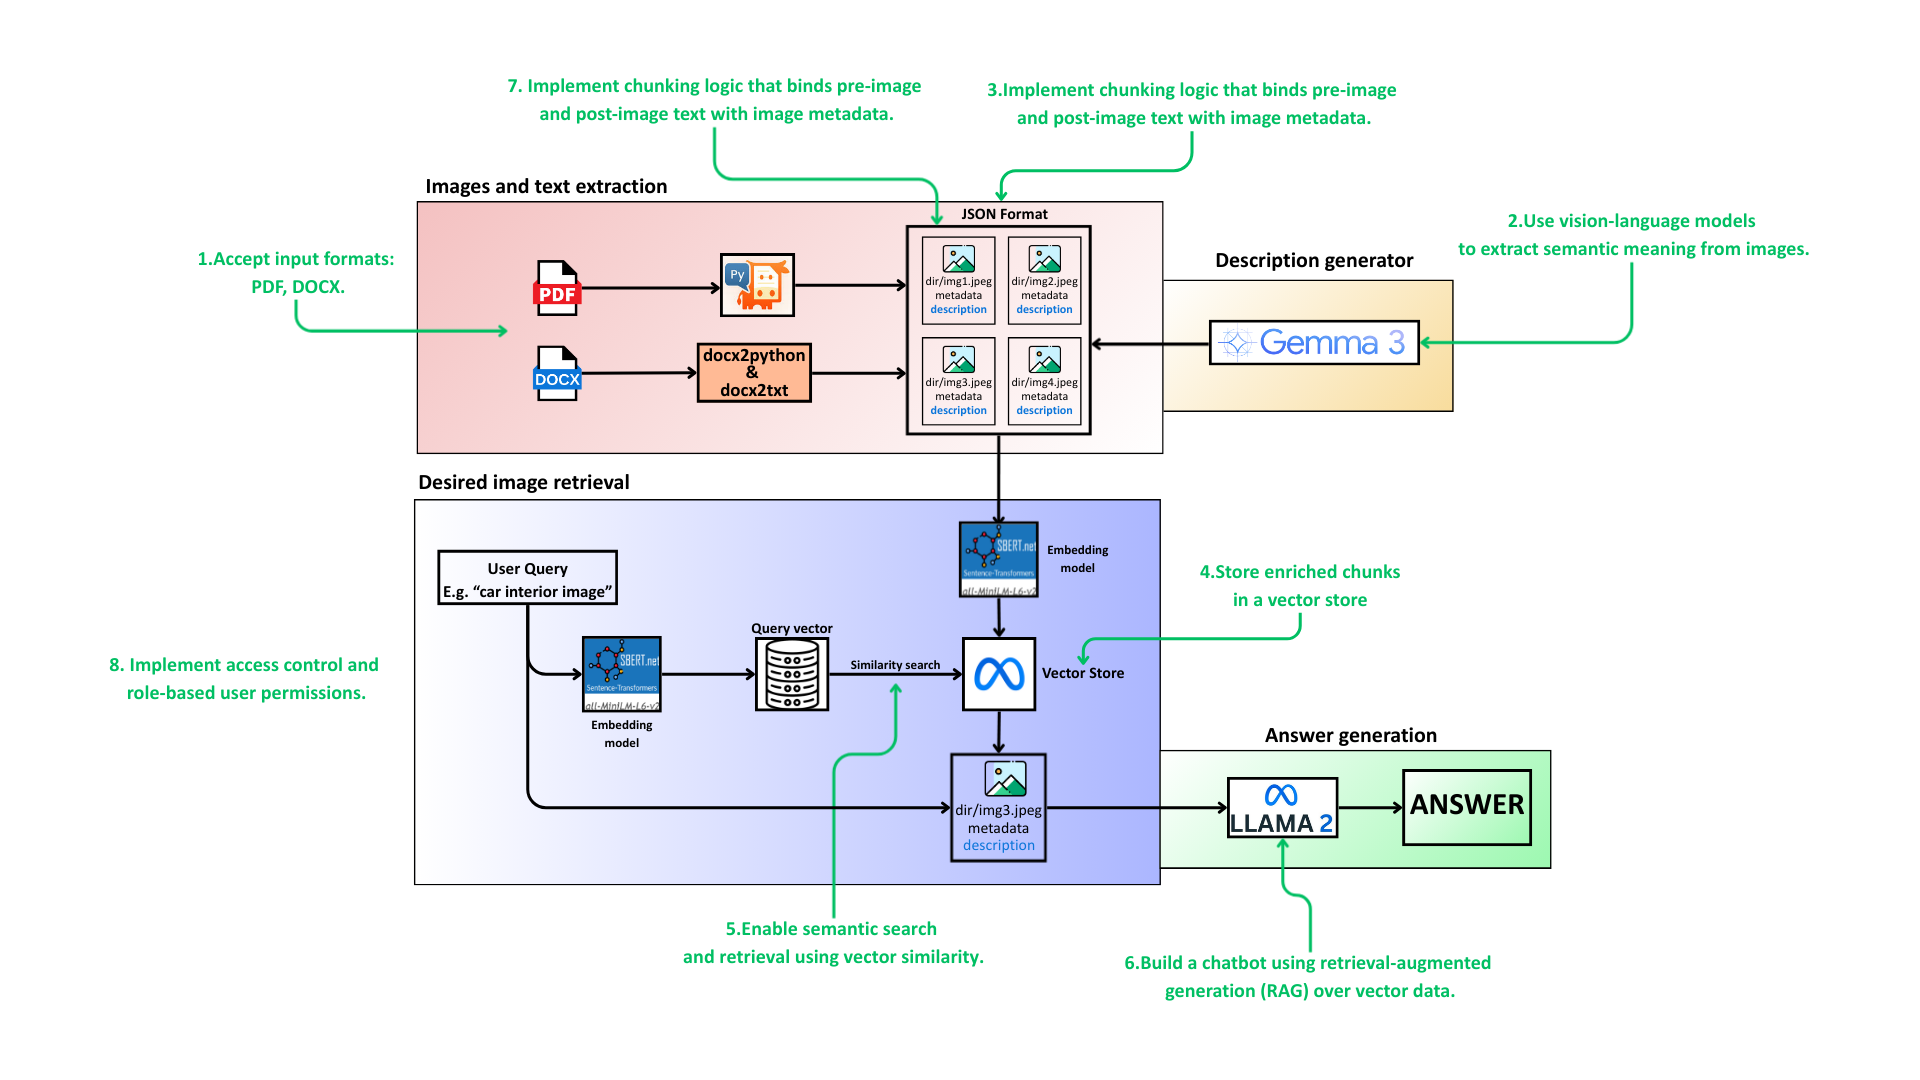 7. Implement chunking logic that binds pre-image
and post-image text with image metadata.
3.Implement chunking logic that binds pre-image
and post-image text with image metadata.
Images and text extraction
1.Accept input formats:
PDF, DOCX.
PDF
Py
DOCX
docx2python
&
docx2txt
JSON Format
dir/img1.jpeg
metadata
description
dir/img2.jpeg
metadata
description
dir/img3.jpeg
metadata
description
dir/img4.jpeg
metadata
description
2.Use vision-language models
to extract semantic meaning from images.
Description generator
Gemma 3
Desired image retrieval
User Query
E.g. “car interior image”
SBERT.net
Sentence-Transformers
all-MiniLM-L6-v2
Embedding
model
4.Store enriched chunks
in a vector store
8. Implement access control and
role-based user permissions.
SBERT.net
Sentence-Transformers
all-MiniLM-L6-v2
Embedding
model
Query vector
Similarity search
Vector Store
dir/img3.jpeg
metadata
description
Answer generation
LLAMA 2
ANSWER
5.Enable semantic search
and retrieval using vector similarity.
6.Build a chatbot using retrieval-augmented
generation (RAG) over vector data.